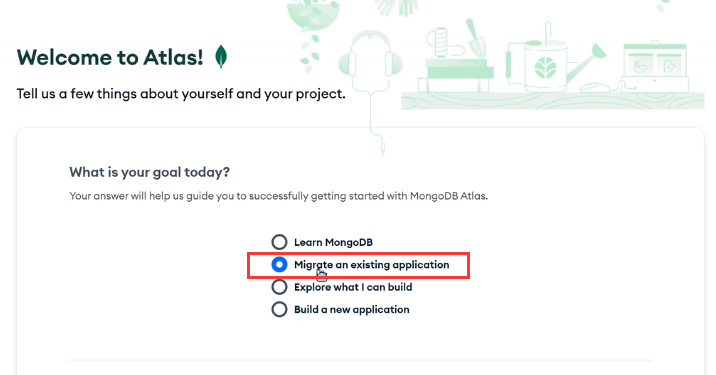 Welcome to Atlas!
Tell us a few things about yourself and your project.
What is your goal today?
Your answer will help us guide you to successfully getting started with MongoDB Atlas.
Learn MongoDB
Migrate an existing application
Explore what I can build
Build a new application